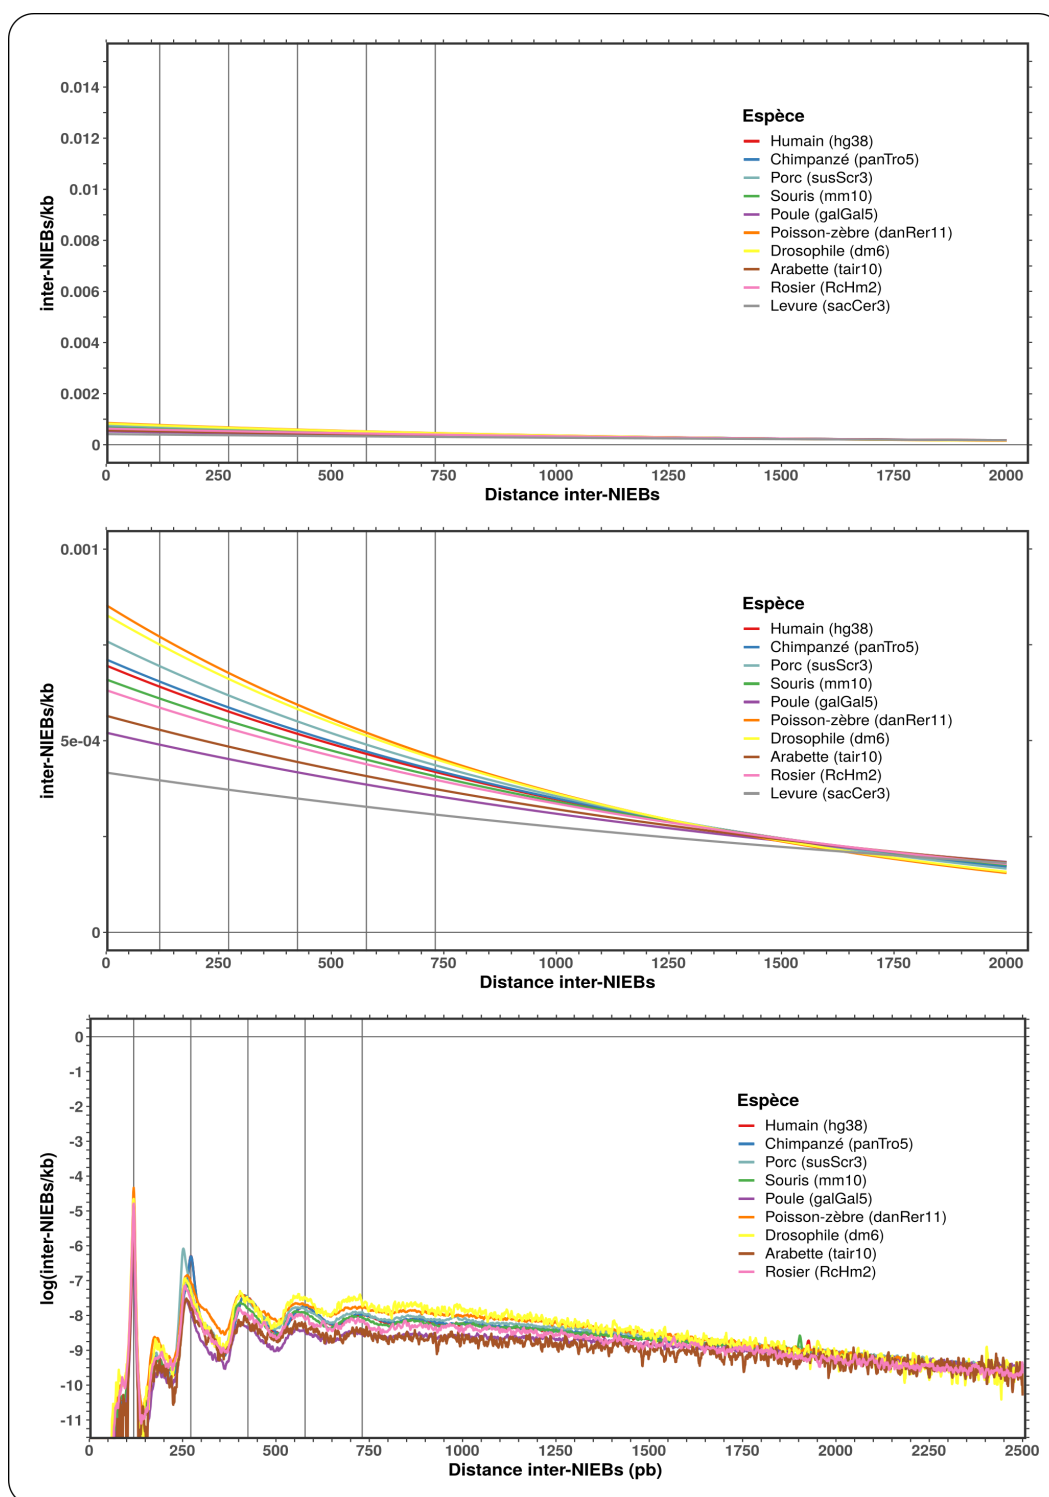 0.014
0.012
0.01
0.008
0.006
0.004
0.002
0
inter-NIEBs/kb
Espèce
Humain (hg38)
Chimpanzé (panTro5)
Porc (susScr3)
Souris (mm10)
Poule (galGal5)
Poisson-zèbre (danRer11)
Drosophile (dm6)
Arabette (tair10)
Rosier (RcHm2)
Levure (sacCer3)
0 250 500 750 1000 1250 1500 1750 2000
Distance inter-NIEBs
0.001
5e-04
0
inter-NIEBs/kb
Espèce
Humain (hg38)
Chimpanzé (panTro5)
Porc (susScr3)
Souris (mm10)
Poule (galGal5)
Poisson-zèbre (danRer11)
Drosophile (dm6)
Arabette (tair10)
Rosier (RcHm2)
Levure (sacCer3)
0 250 500 750 1000 1250 1500 1750 2000
Distance inter-NIEBs
0
-1
-2
-3
-4
-5
-6
-7
-8
-9
-10
-11
log(inter-NIEBs/kb)
Espèce
Humain (hg38)
Chimpanzé (panTro5)
Porc (susScr3)
Souris (mm10)
Poule (galGal5)
Poisson-zèbre (danRer11)
Drosophile (dm6)
Arabette (tair10)
Rosier (RcHm2)
0 250 500 750 1000 1250 1500 1750 2000 2250 2500
Distance inter-NIEBs (pb)